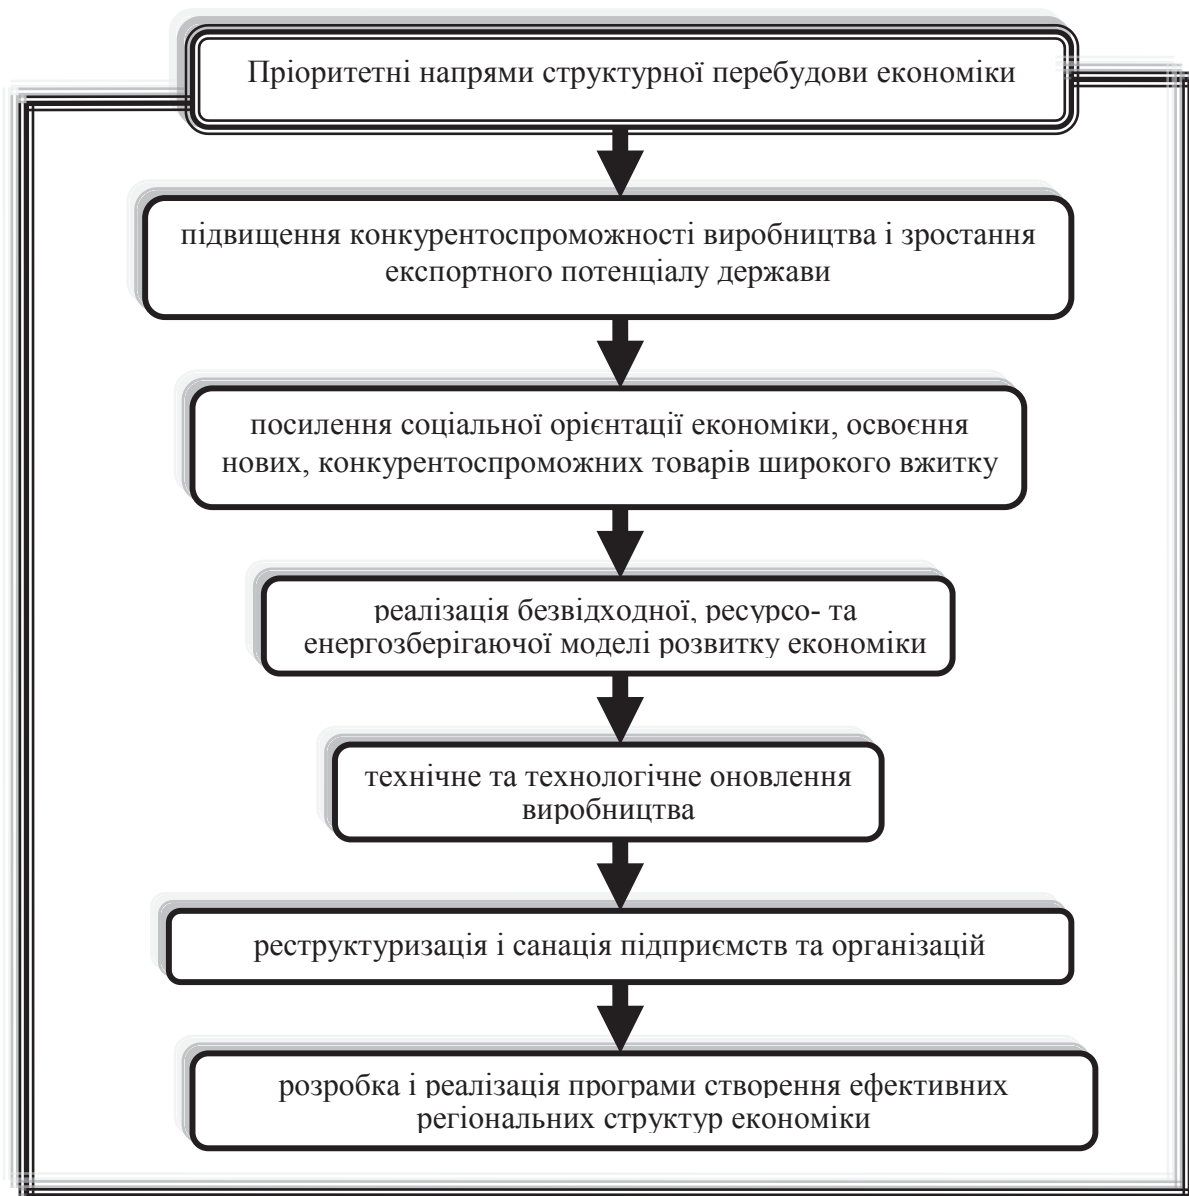 Пріоритетні напрями структурної перебудови економіки
підвищення конкурентоспроможності виробництва і зростання
експортного потенціалу держави
посилення соціальної орієнтації економіки, освоєння
нових, конкурентоспроможних товарів широкого вжитку
реалізація безвідходної, ресурсо- та
енергозберігаючої моделі розвитку економіки
технічне та технологічне оновлення
виробництва
реструктуризація і санація підприємств та організацій
розробка і реалізація програми створення ефективних
регіональних структур економіки